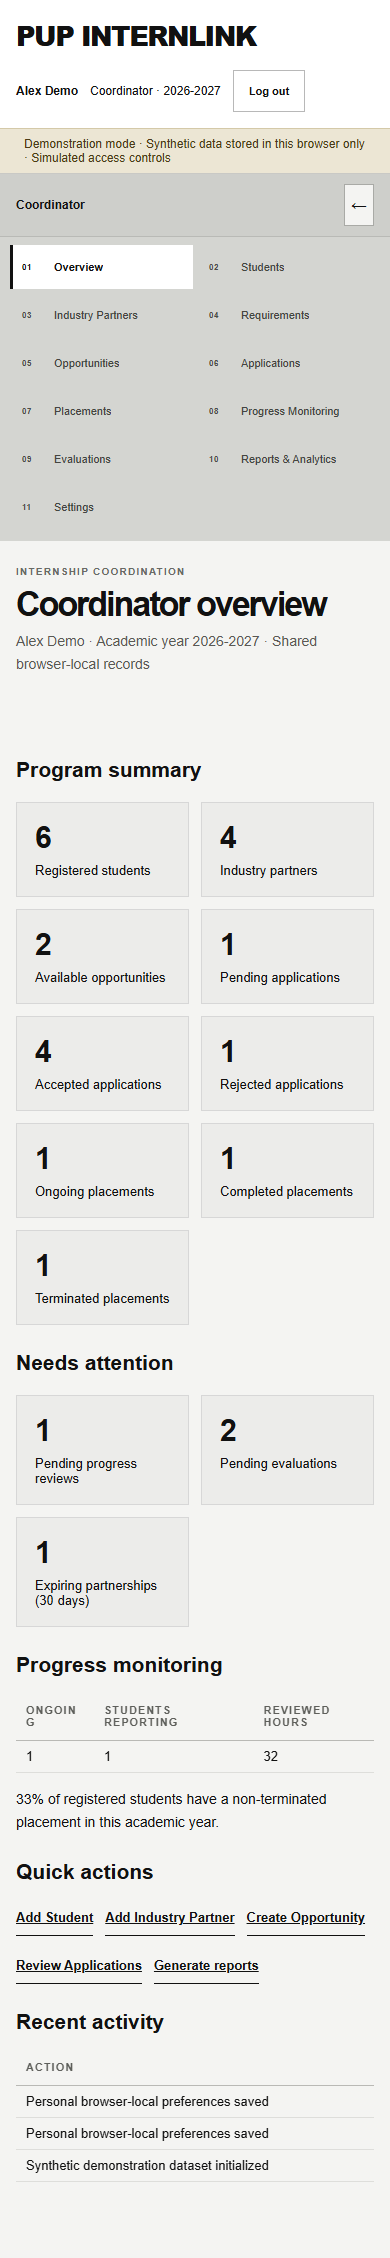 PUP INTERNLINK
Alex Demo Coordinator · 2026-2027 Log out
Demonstration mode · Synthetic data stored in this browser only
· Simulated access controls
Coordinator ←
01 Overview
02 Students
03 Industry Partners
04 Requirements
05 Opportunities
06 Applications
07 Placements
08 Progress Monitoring
09 Evaluations
10 Reports & Analytics
11 Settings
INTERNSHIP COORDINATION
Coordinator overview
Alex Demo · Academic year 2026-2027 · Shared
browser-local records
Program summary
6
Registered students
4
Industry partners
2
Available opportunities
1
Pending applications
4
Accepted applications
1
Rejected applications
1
Ongoing placements
1
Completed placements
1
Terminated placements
Needs attention
1
Pending progress
reviews
2
Pending evaluations
1
Expiring partnerships
(30 days)
Progress monitoring
ONGOIN
G
STUDENTS
REPORTING
REVIEWED
HOURS
1 1 32
33% of registered students have a non-terminated
placement in this academic year.
Quick actions
Add Student Add Industry Partner Create Opportunity
Review Applications Generate reports
Recent activity
ACTION
Personal browser-local preferences saved
Personal browser-local preferences saved
Synthetic demonstration dataset initialized